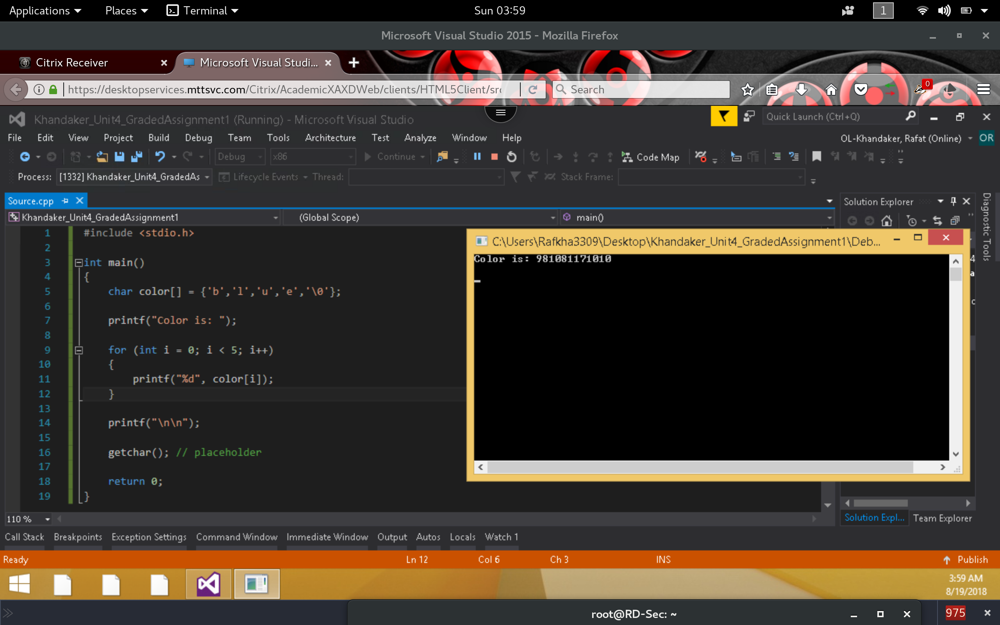 Applications Places Terminal Sun 03:59 1
Microsoft Visual Studio 2015 - Mozilla Firefox
Citrix Receiver Microsoft Visual Studi...
https://desktopservices.mttsvc.com/Citrix/AcademicXAXDWeb/clients/HTML5Client/src Search 0
Khandaker_Unit4_GradedAssignment1 (Running) - Microsoft Visual Studio Quick Launch (Ctrl+Q)
File Edit View Project Build Debug Team Tools Architecture Test Analyze Window Help OL-Khandaker, Rafat (Online) OR
Debug x86 Continue Code Map
Process: [1332] Khandaker_Unit4_GradedAs Lifecycle Events Thread: Stack Frame:
Source.cpp Solution Explorer
Khandaker_Unit4_GradedAssignment1 (Global Scope) main()
Diagnostic Tools
1 #include <stdio.h>
2
3 int main()
4 {
5 char color[] = {'b','l','u','e','\0'};
6
7 printf("Color is: ");
8
9 for (int i = 0; i < 5; i++)
10 {
11 printf("%d", color[i]);
12 }
13
14 printf("\n\n");
15
16 getchar(); // placeholder
17
18 return 0;
19 }
C:\Users\Rafkha3309\Desktop\Khandaker_Unit4_GradedAssignment1\Deb...
Color is: 981081171010
110 % Solution Expl... Team Explorer
Call Stack Breakpoints Exception Settings Command Window Immediate Window Output Autos Locals Watch 1
Ready Ln 12 Col 6 Ch 3 INS Publish
3:59 AM
8/19/2018
root@RD-Sec: ~ 975